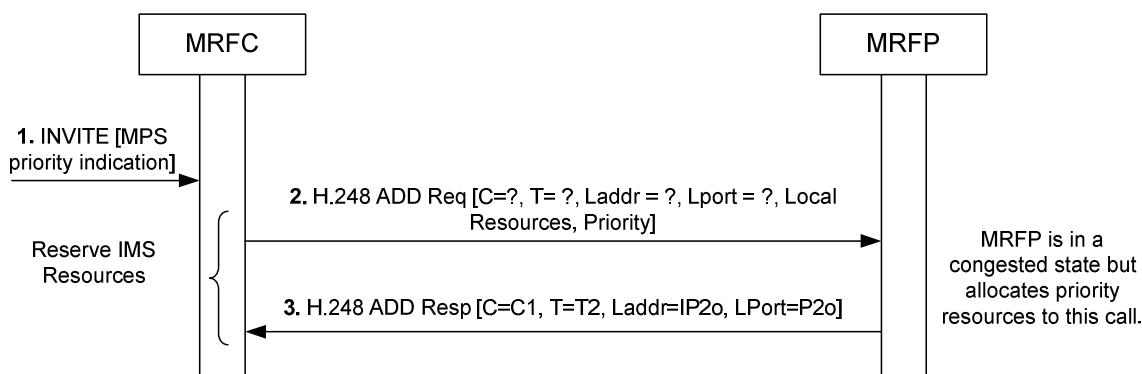 MRFC
MRFP
1. INVITE [MPS
priority indication]
2. H.248 ADD Req [C=?, T= ?, Laddr = ?, Lport = ?, Local
Resources, Priority]
Reserve IMS
Resources
MRFP is in a
congested state but
allocates priority
resources to this call.
3. H.248 ADD Resp [C=C1, T=T2, Laddr=IP2o, LPort=P2o]